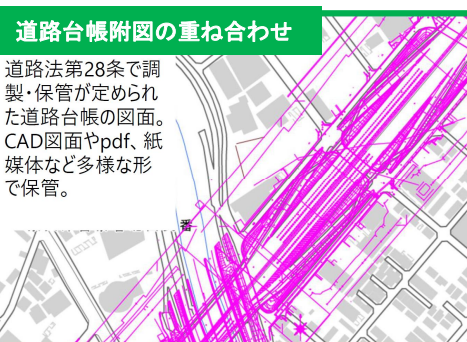 道路台帳附図の重ね合わせ
道路法第28条で調
製・保管が定められ
た道路台帳の図面。
CAD図面やpdf、紙
媒体など多様な形
で保管。
番